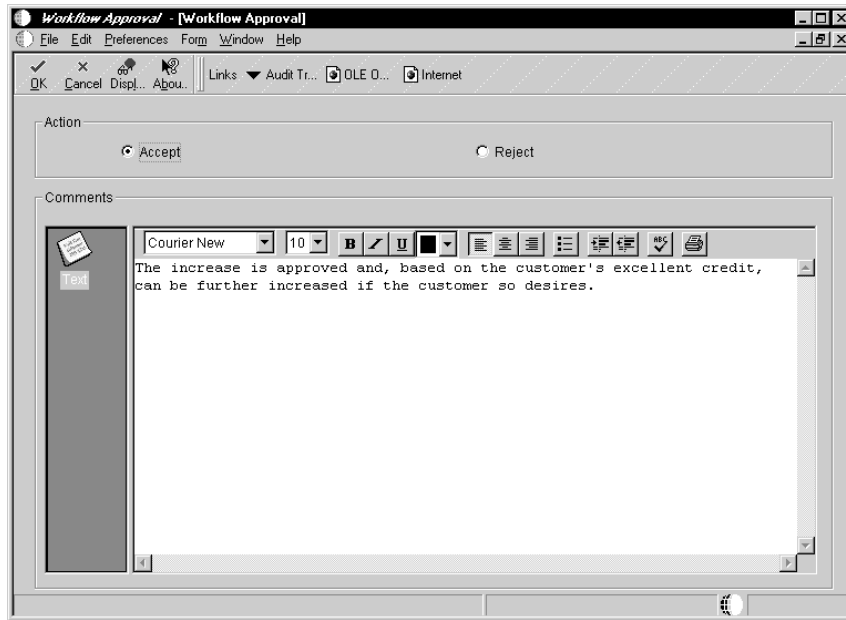 Workflow Approval - [Workflow Approval]
File Edit Preferences Form Window Help
OK Cancel Displ... Abou.. Links Audit Tr... OLE O... Internet
Action
Accept Reject
Comments
Courier New 10 B I U ABC
Text
The increase is approved and, based on the customer's excellent credit,
can be further increased if the customer so desires.